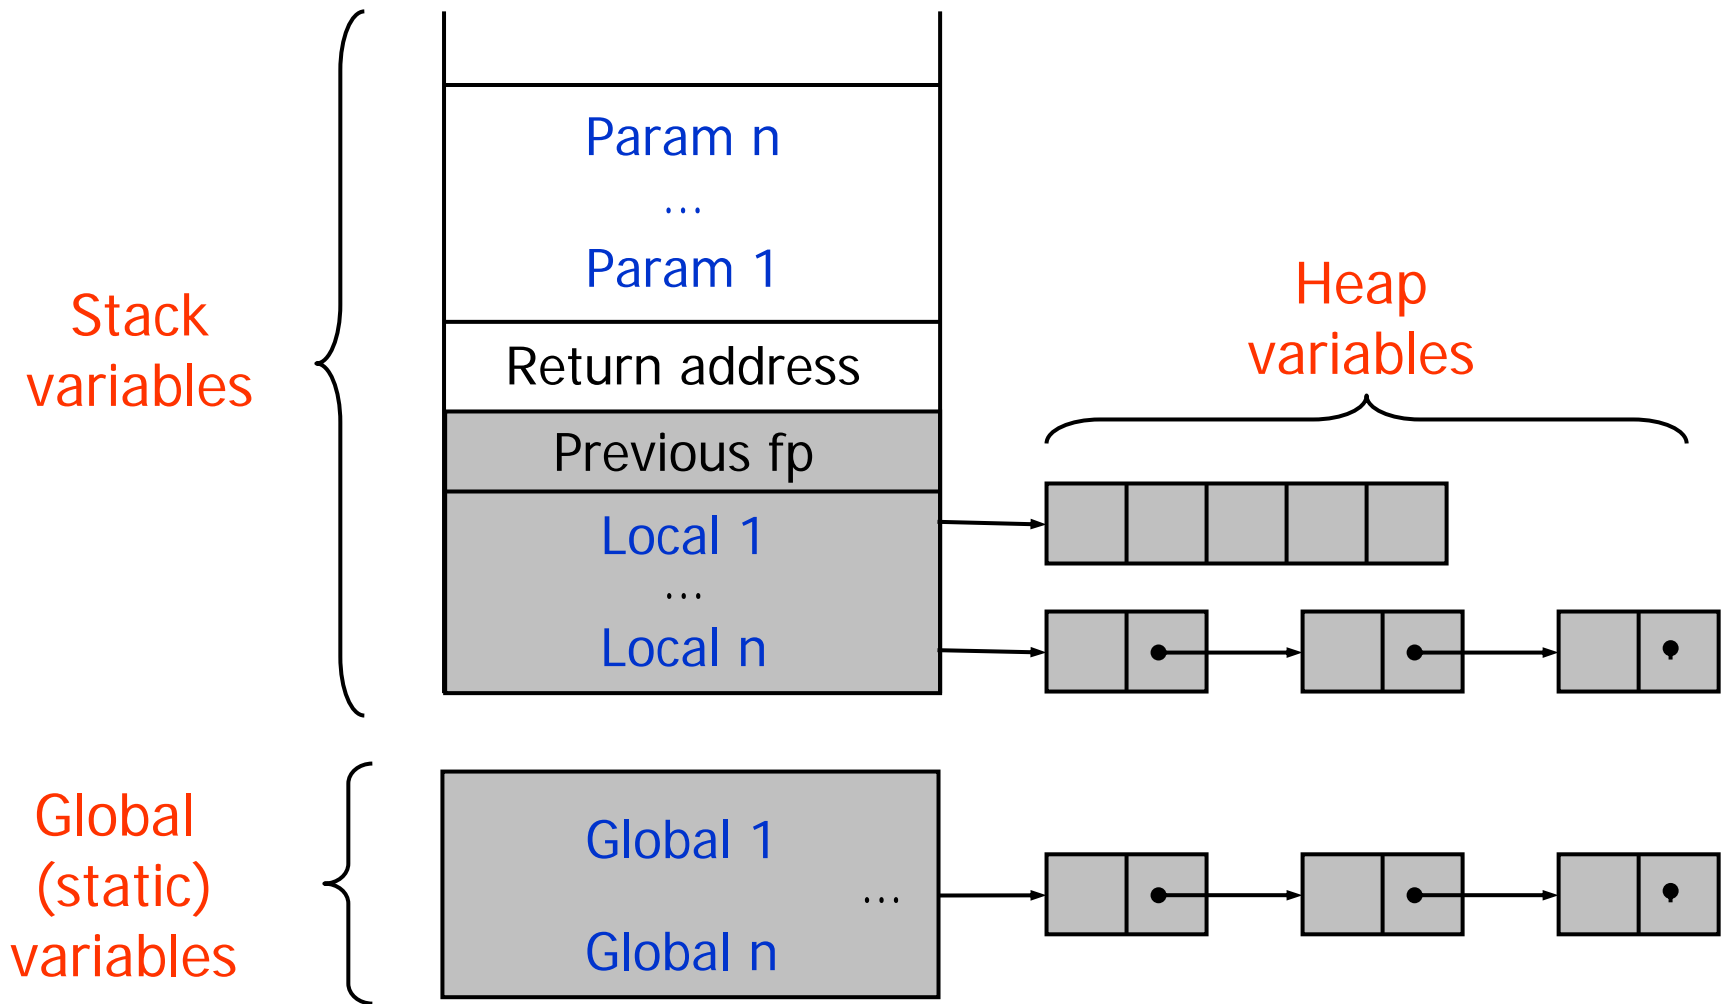 Param n
...
Param 1
Stack
variables
Return address
Previous fp
Local 1
...
Local n
Heap
variables
Global
(static)
variables
Global 1
...
Global n